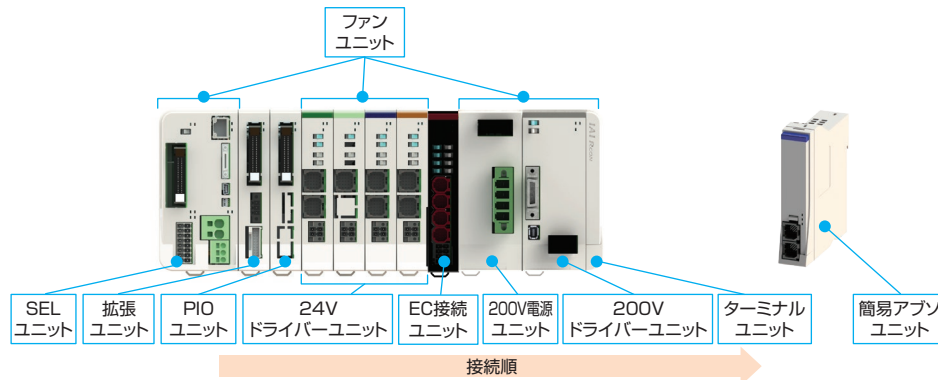 ファン
ユニット
SEL
ユニット
拡張
ユニット
PIO
ユニット
24V
ドライバーユニット
EC接続
ユニット
200V電源
ユニット
200V
ドライバーユニット
ターミナル
ユニット
簡易アブソ
ユニット
接続順